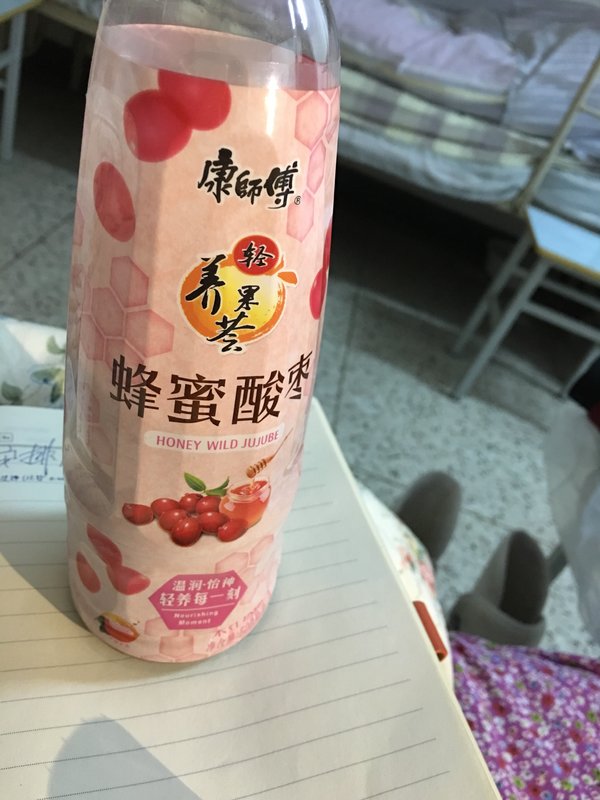 康師傅®
轻
养
果
荟
蜂蜜酸枣
HONEY WILD JUJUBE
温润·怡神
轻养每一刻
Nourishing
Moment